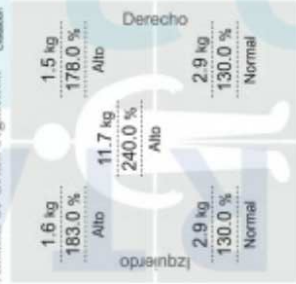 Derecho
1.5 kg
178.0 %
Alto
2.9 kg
130.0 %
Normal
11.7 kg
240.0 %
Alto
1.6 kg
183.0 %
Alto
2.9 kg
130.0 %
Normal
Izquierdo